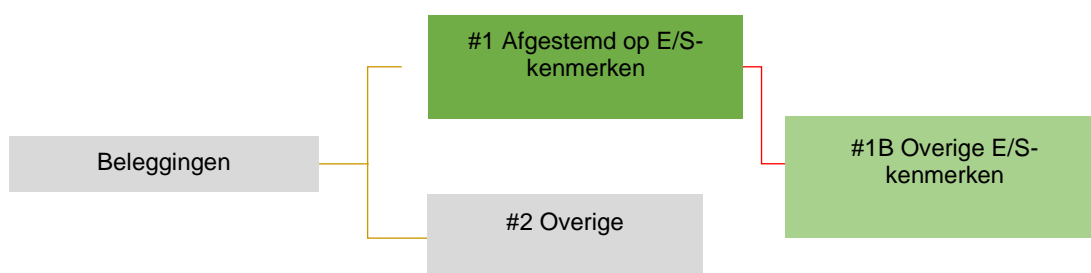 #1 Afgestemd op E/S-
kenmerken
Beleggingen
#1B Overige E/S-
kenmerken
#2 Overige